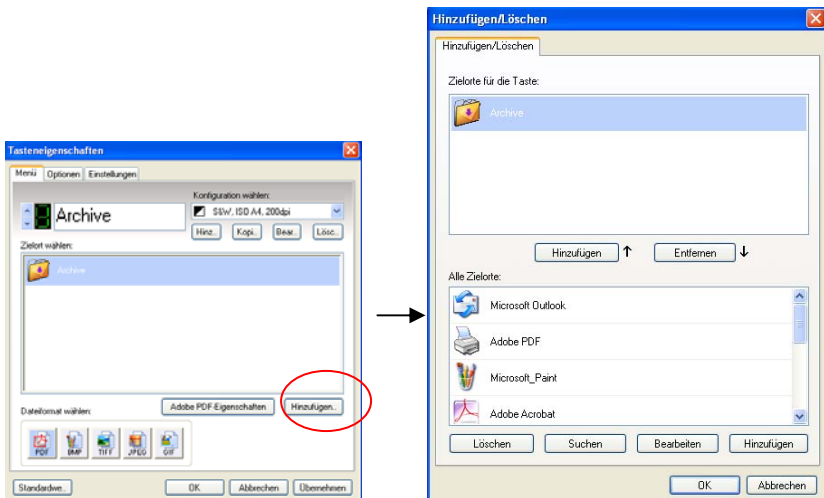 Tasteneigenschaften
Menü Optionen Einstellungen
Konfiguration wählen:
Archive
S&W, ISO A4, 200dpi
Hinz.. Kopi.. Bear.. Lösc..
Zielort wählen:
Archive
Adobe PDF-Eigenschaften Hinzufügen..
Dateiformat wählen:
PDF BMP TIFF JPEG GIF
Standardwe.. OK Abbrechen Übernehmen
Hinzufügen/Löschen
Hinzufügen/Löschen
Zielorte für die Taste:
Archive
Hinzufügen ↑ Entfernen ↓
Alle Zielorte:
Microsoft Outlook
Adobe PDF
Microsoft_Paint
Adobe Acrobat
Löschen Suchen Bearbeiten Hinzufügen
OK Abbrechen